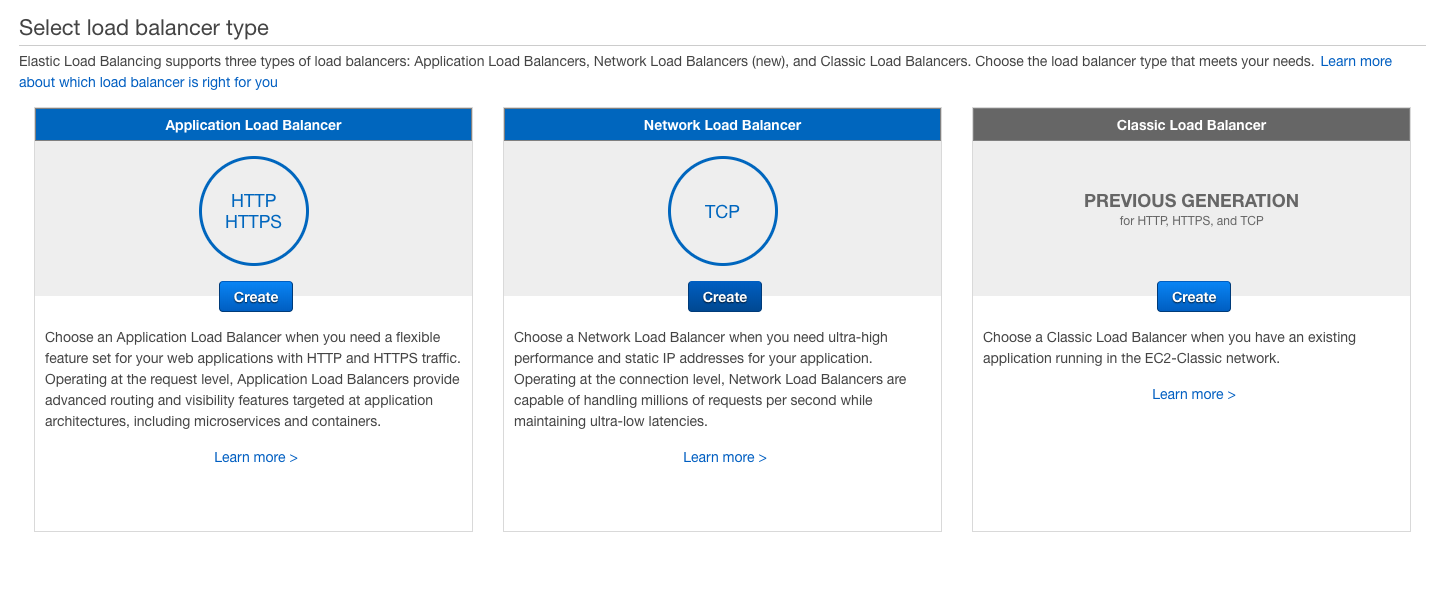 Select load balancer type
Elastic Load Balancing supports three types of load balancers: Application Load Balancers, Network Load Balancers (new), and Classic Load Balancers. Choose the load balancer type that meets your needs. Learn more
about which load balancer is right for you
Application Load Balancer
HTTP
HTTPS
Create
Choose an Application Load Balancer when you need a flexible
feature set for your web applications with HTTP and HTTPS traffic.
Operating at the request level, Application Load Balancers provide
advanced routing and visibility features targeted at application
architectures, including microservices and containers.
Learn more >
Network Load Balancer
TCP
Create
Choose a Network Load Balancer when you need ultra-high
performance and static IP addresses for your application.
Operating at the connection level, Network Load Balancers are
capable of handling millions of requests per second while
maintaining ultra-low latencies.
Learn more >
Classic Load Balancer
PREVIOUS GENERATION
for HTTP, HTTPS, and TCP
Create
Choose a Classic Load Balancer when you have an existing
application running in the EC2-Classic network.
Learn more >